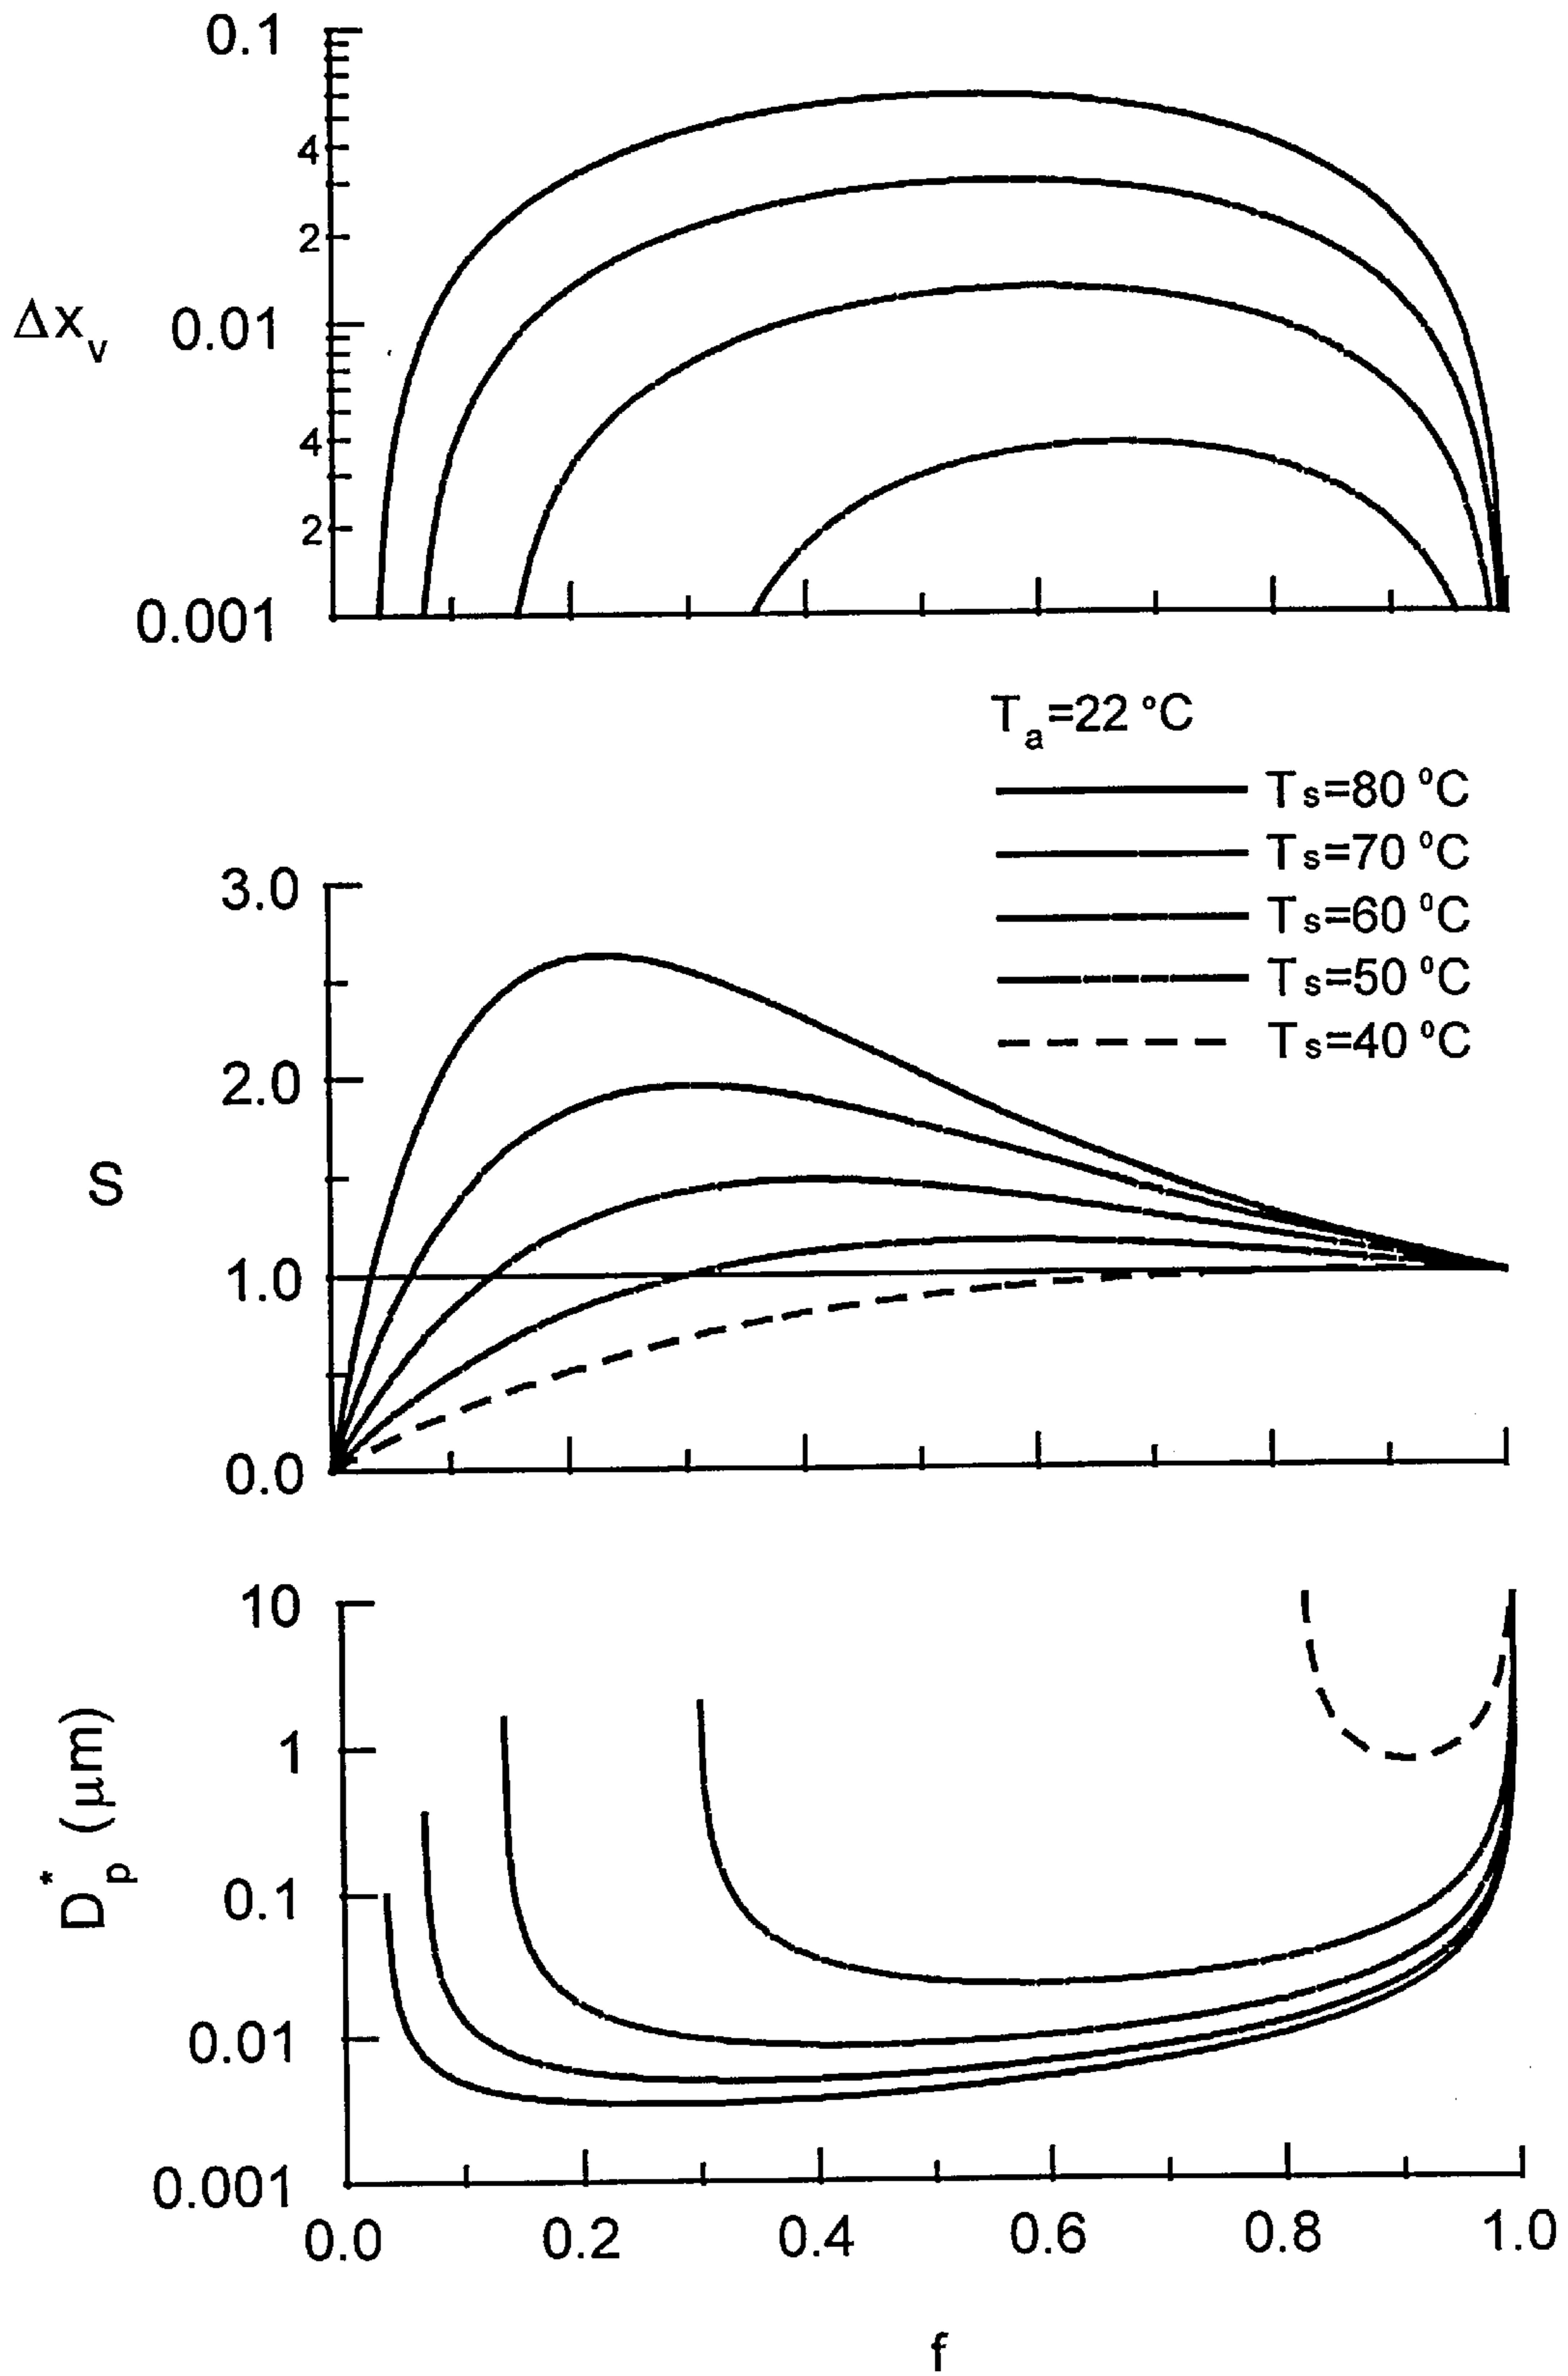 0.1
4
2
Δx_v 0.01
4
2
0.001
T_a=22 °C
Ts=80 °C
Ts=70 °C
Ts=60 °C
Ts=50 °C
Ts=40 °C
3.0
2.0
S
1.0
0.0
10
1
D*_p (μm)
0.1
0.01
0.001
0.0 0.2 0.4 0.6 0.8 1.0
f